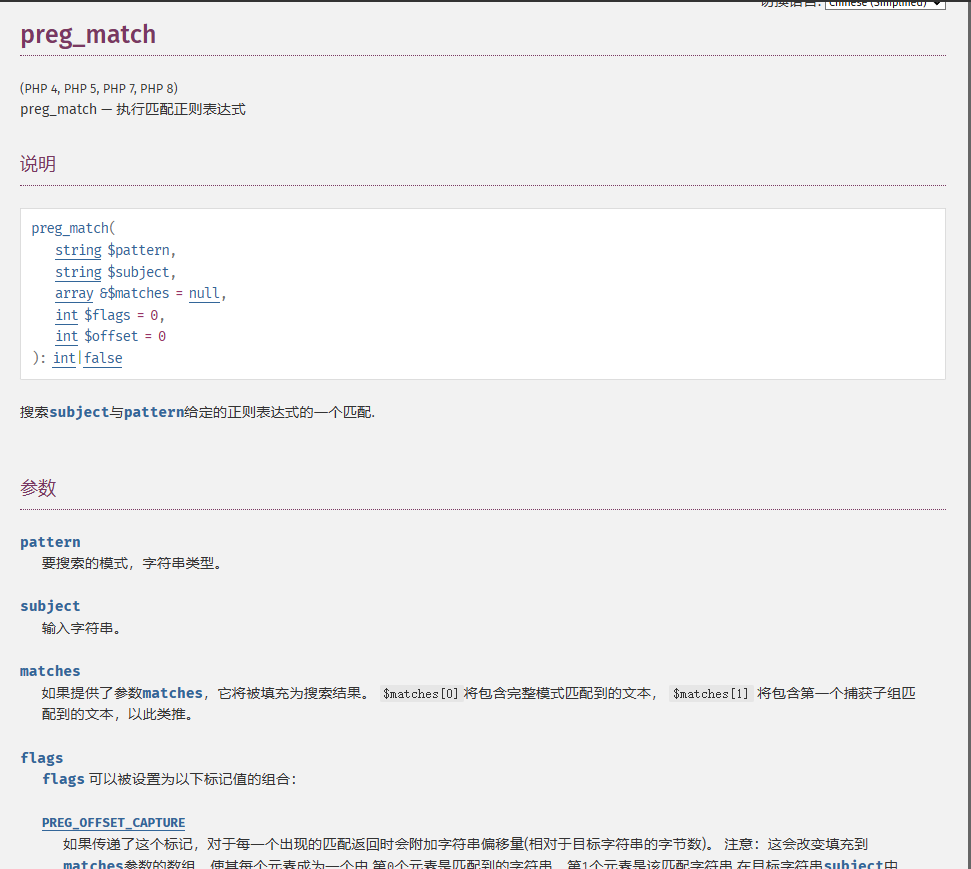 切换语言: Chinese (Simplified)
preg_match
(PHP 4, PHP 5, PHP 7, PHP 8)
preg_match — 执行匹配正则表达式
说明
preg_match(
string $pattern,
string $subject,
array &$matches = null,
int $flags = 0,
int $offset = 0
): int|false
搜索subject与pattern给定的正则表达式的一个匹配.
参数
pattern
要搜索的模式，字符串类型。
subject
输入字符串。
matches
如果提供了参数matches，它将被填充为搜索结果。 $matches[0]将包含完整模式匹配到的文本， $matches[1] 将包含第一个捕获子组匹
配到的文本，以此类推。
flags
flags 可以被设置为以下标记值的组合：
PREG_OFFSET_CAPTURE
如果传递了这个标记，对于每一个出现的匹配返回时会附加字符串偏移量(相对于目标字符串的字节数)。 注意：这会改变填充到
matches参数的数组，使其每个元素成为一个由 第0个元素是匹配到的字符串，第1个元素是该匹配字符串 在目标字符串subject中